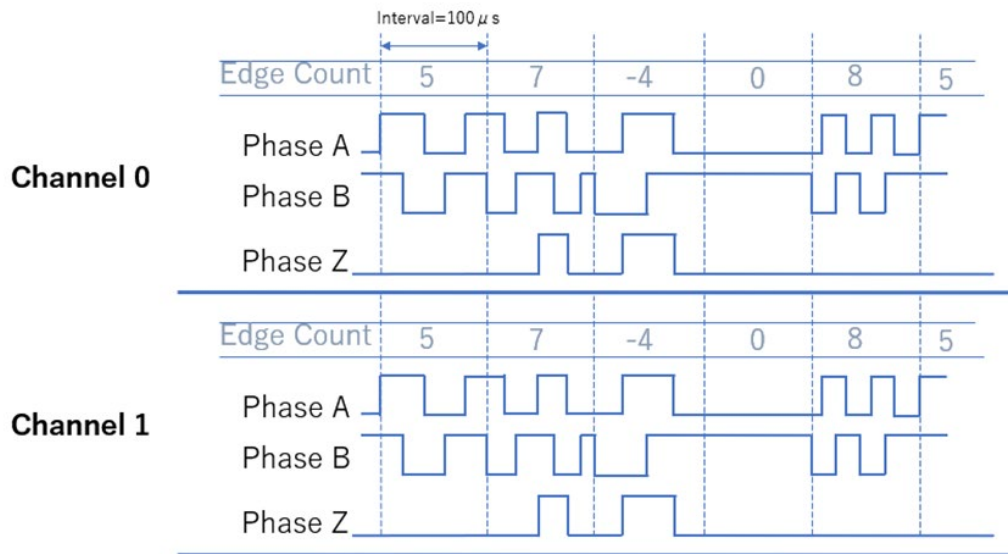 Interval=100μs
Edge Count 5 7 -4 0 8 5
Phase A
Channel 0
Phase B
Phase Z
Edge Count 5 7 -4 0 8 5
Phase A
Channel 1
Phase B
Phase Z